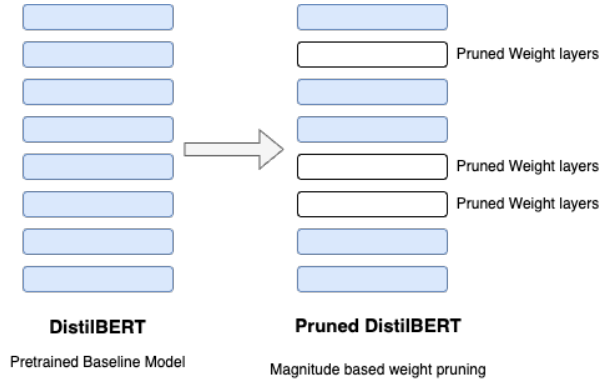 Pruned Weight layers
Pruned Weight layers
Pruned Weight layers
DistilBERT
Pruned DistilBERT
Pretrained Baseline Model
Magnitude based weight pruning